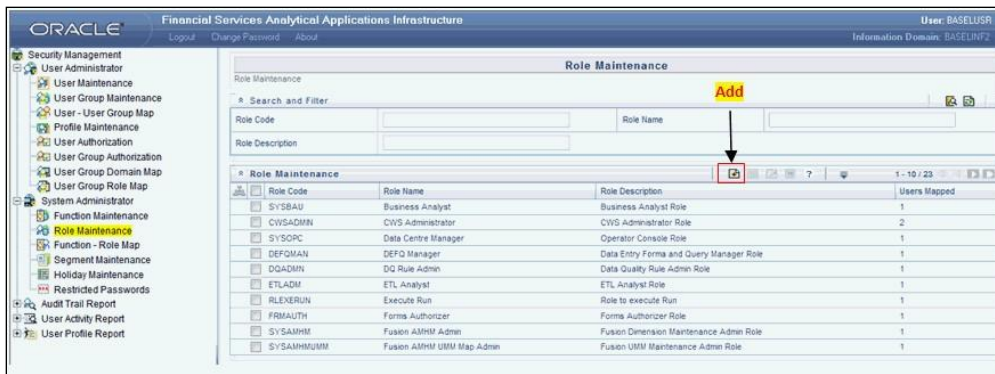 ORACLE
Financial Services Analytical Applications Infrastructure
User: BASELUSR
Logout Change Password About
Information Domain: BASELINF2
Security Management
User Administrator
User Maintenance
User Group Maintenance
User - User Group Map
Profile Maintenance
User Authorization
User Group Authorization
User Group Domain Map
User Group Role Map
System Administrator
Function Maintenance
Role Maintenance
Function - Role Map
Segment Maintenance
Holiday Maintenance
Restricted Passwords
Audit Trail Report
User Activity Report
User Profile Report
Role Maintenance
Role Maintenance
Search and Filter
Add
Role Code Role Name
Role Description
Role Maintenance ? 1 - 10 / 23
Role Code Role Name Role Description Users Mapped
SYSBAU Business Analyst Business Analyst Role 1
CWSADMN CWS Administrator CWS Administrator Role 2
SYSOPC Data Centre Manager Operator Console Role 1
DEFQMAN DEFQ Manager Data Entry Forms and Query Manager Role 1
DQADMN DQ Rule Admin Data Quality Rule Admin Role 1
ETLADM ETL Analyst ETL Analyst Role 1
RLEXERUN Execute Run Role to execute Run 1
FRMAUTH Forms Authorizer Forms Authorizer Role 1
SYSAMHM Fusion AMHM Admin Fusion Dimension Maintenance Admin Role 1
SYSAMHMUMM Fusion AMHM UMM Map Admin Fusion UMM Maintenance Admin Role 1